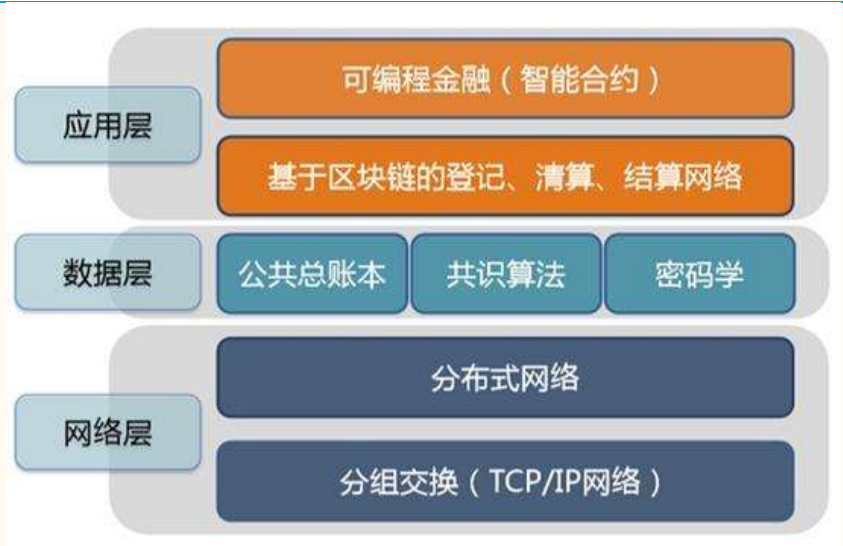 应用层
可编程金融（智能合约）
基于区块链的登记、清算、结算网络
数据层
公共总账本
共识算法
密码学
网络层
分布式网络
分组交换（TCP/IP网络）